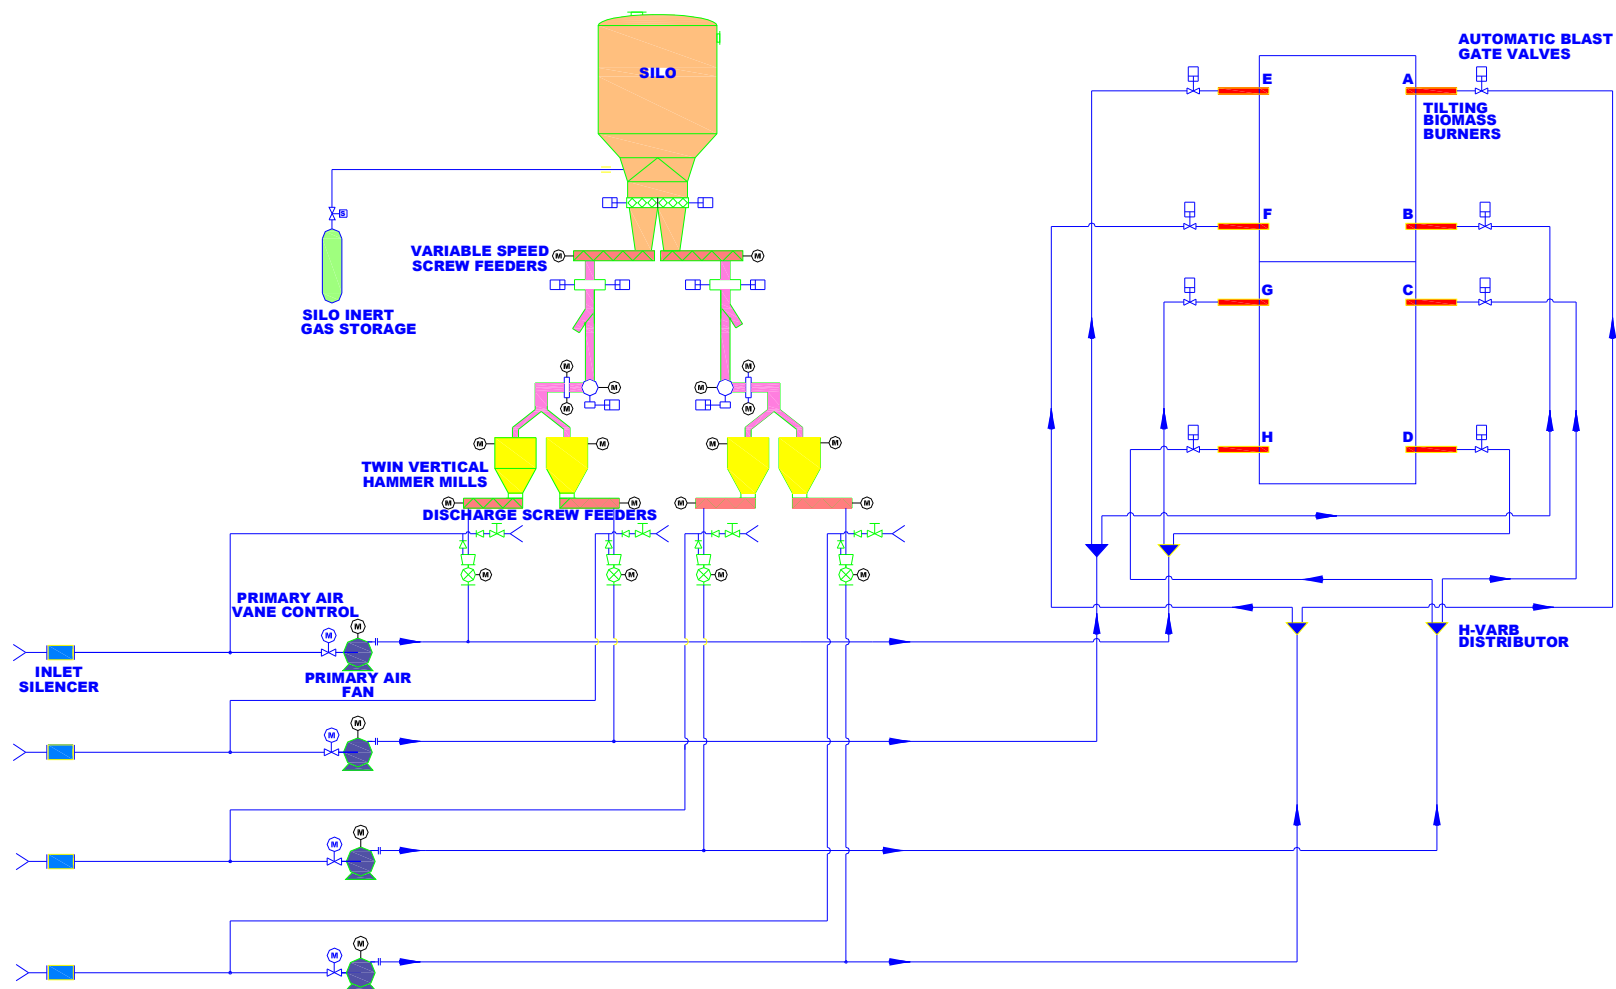 SILO
AUTOMATIC BLAST
GATE VALVES
E
A
TILTING
BIOMASS
BURNERS
S
F
B
VARIABLE SPEED
SCREW FEEDERS
M
M
G
C
SILO INERT
GAS STORAGE
M
M
M
M
M
M
H
D
M
M
M
M
TWIN VERTICAL
HAMMER MILLS
M
M
M
M
DISCHARGE SCREW FEEDERS
M
M
M
M
PRIMARY AIR
VANE CONTROL
M
M
H-VARB
DISTRIBUTOR
INLET
SILENCER
PRIMARY AIR
FAN
M
M
M
M
M
M